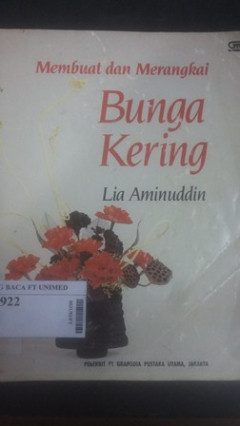 Membuat dan Merangkai
Bunga
Kering
Lia Aminuddin
G BACA FT UNIMED
922
PENERBIT PT GRAMEDIA PUSTAKA UTAMA, JAKARTA